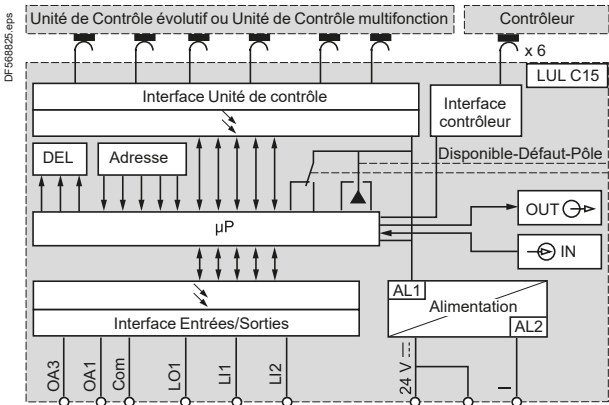 DF568825.eps
Unité de Contrôle évolutif ou Unité de Contrôle multifonction
Contrôleur
x 6
LUL C15
Interface Unité de contrôle
Interface
contrôleur
DEL
Adresse
Disponible-Défaut-Pôle
µP
OUT
IN
AL1
Alimentation
AL2
Interface Entrées/Sorties
OA3
OA1
Com
LO1
LI1
LI2
24 V
I